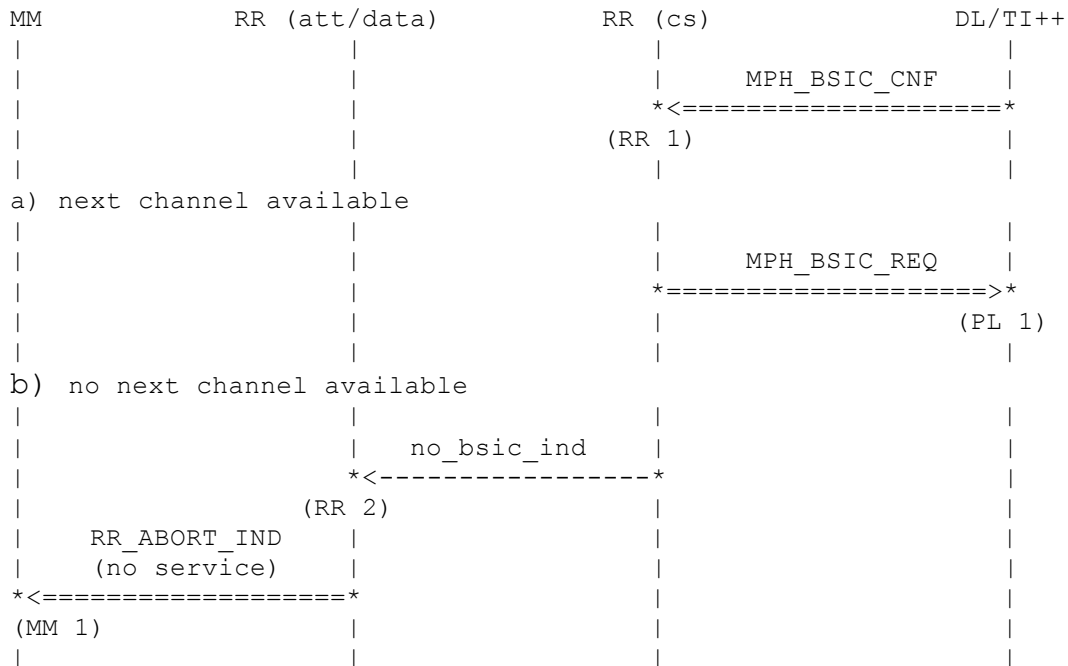 MM RR (att/data) RR (cs) DL/TI++
| | | |
| | | MPH_BSIC_CNF |
| | *<====================*
| | (RR 1) |
| | | |
a) next channel available
| | | |
| | | MPH_BSIC_REQ |
| | *====================>*
| | | (PL 1)
| | | |
b) no next channel available
| | | |
| | no_bsic_ind | |
| *<-----------------* |
| (RR 2) | |
| RR_ABORT_IND | | |
| (no service) | | |
*<===================* | |
(MM 1) | | |
| | | |